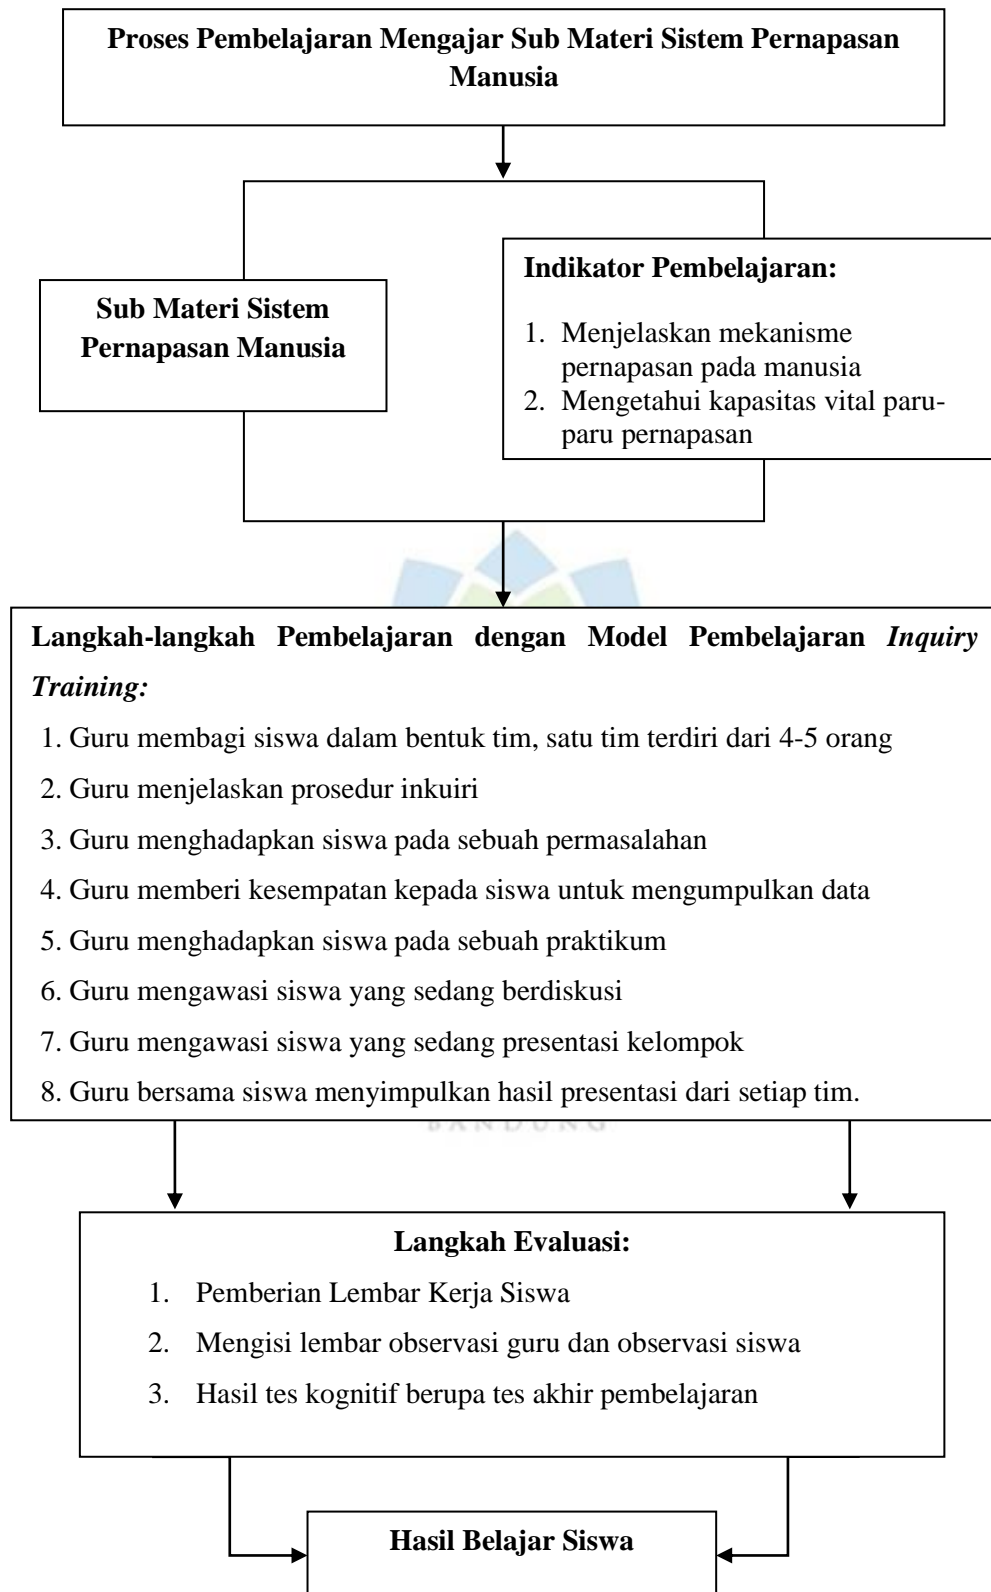 Proses Pembelajaran Mengajar Sub Materi Sistem Pernapasan
Manusia
Sub Materi Sistem
Pernapasan Manusia
Indikator Pembelajaran:
1. Menjelaskan mekanisme
pernapasan pada manusia
2. Mengetahui kapasitas vital paru-
paru pernapasan
Langkah-langkah Pembelajaran dengan Model Pembelajaran Inquiry
Training:
1. Guru membagi siswa dalam bentuk tim, satu tim terdiri dari 4-5 orang
2. Guru menjelaskan prosedur inkuiri
3. Guru menghadapkan siswa pada sebuah permasalahan
4. Guru memberi kesempatan kepada siswa untuk mengumpulkan data
5. Guru menghadapkan siswa pada sebuah praktikum
6. Guru mengawasi siswa yang sedang berdiskusi
7. Guru mengawasi siswa yang sedang presentasi kelompok
8. Guru bersama siswa menyimpulkan hasil presentasi dari setiap tim.
BANDUNG
Langkah Evaluasi:
1. Pemberian Lembar Kerja Siswa
2. Mengisi lembar observasi guru dan observasi siswa
3. Hasil tes kognitif berupa tes akhir pembelajaran
Hasil Belajar Siswa